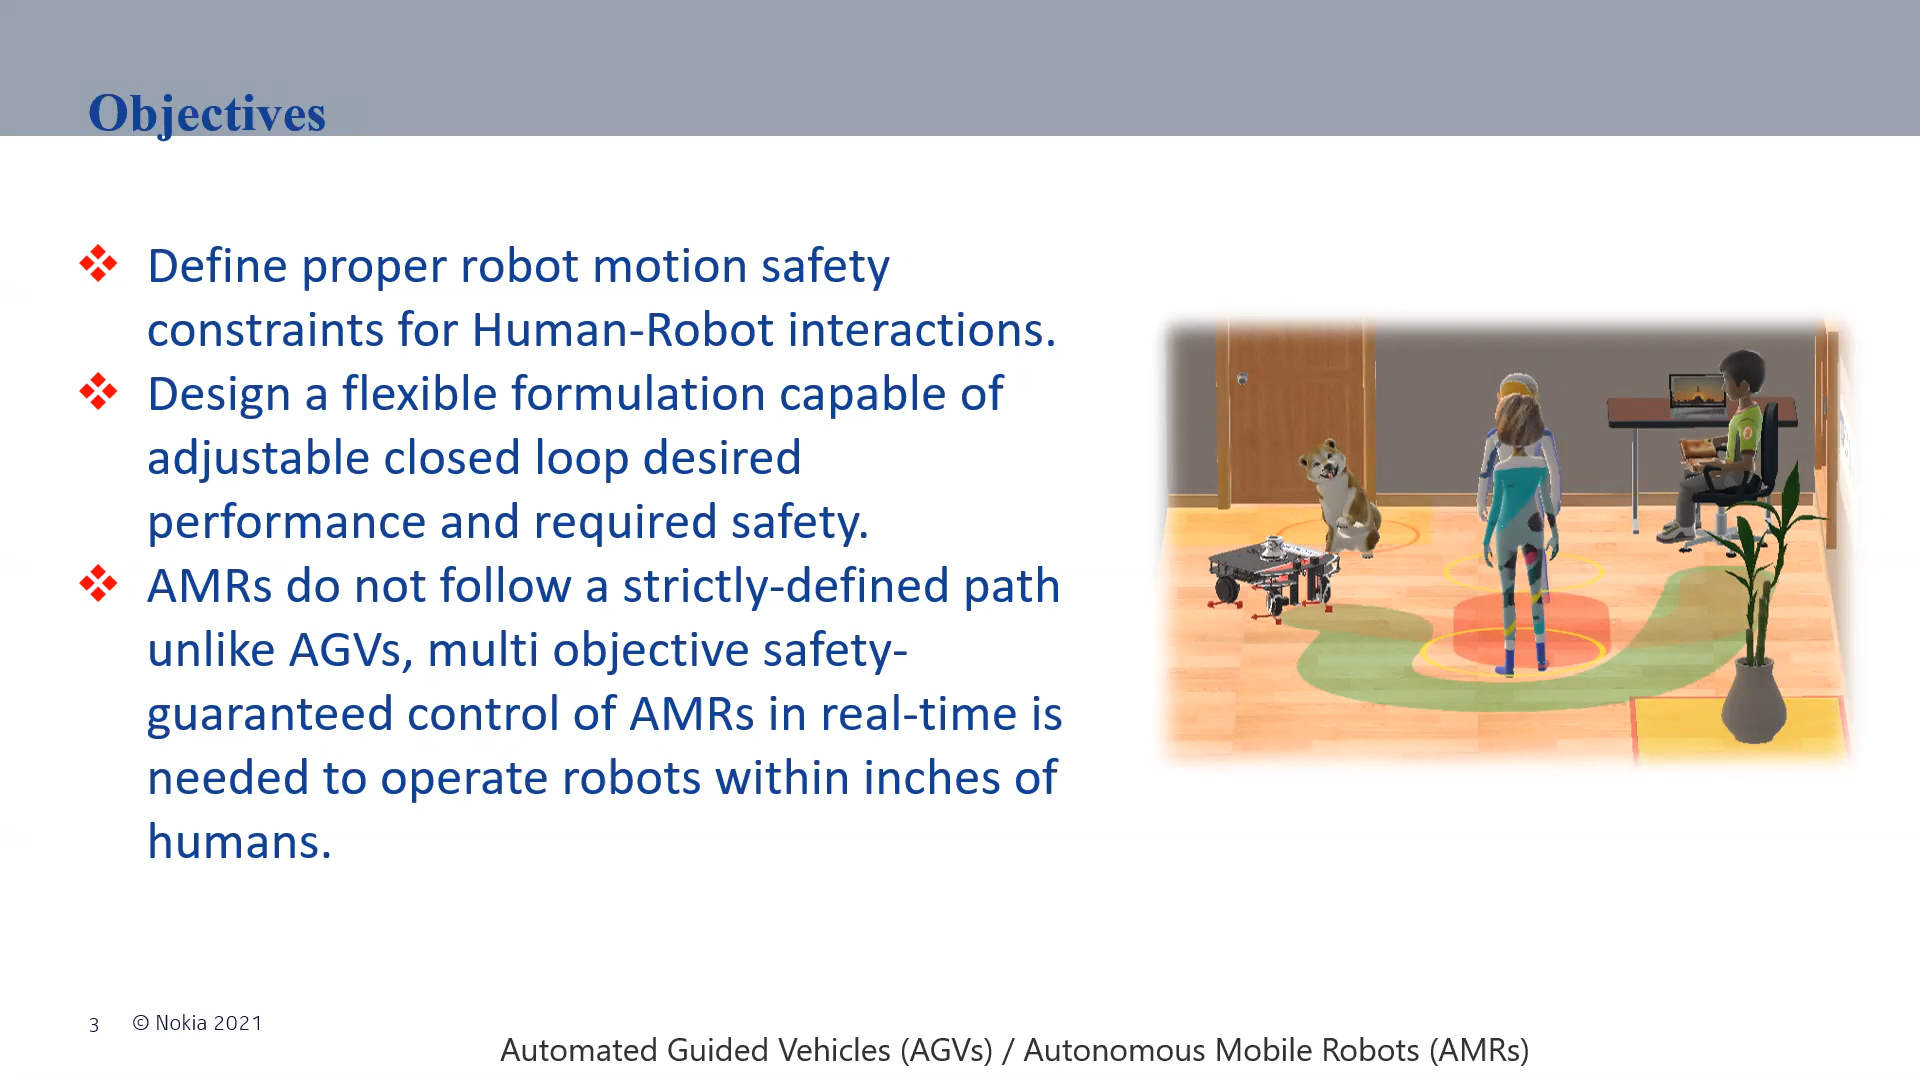 Objectives
❖ Define proper robot motion safety
constraints for Human-Robot interactions.
❖ Design a flexible formulation capable of
adjustable closed loop desired
performance and required safety.
❖ AMRs do not follow a strictly-defined path
unlike AGVs, multi objective safety-
guaranteed control of AMRs in real-time is
needed to operate robots within inches of
humans.
3 © Nokia 2021
Automated Guided Vehicles (AGVs) / Autonomous Mobile Robots (AMRs)